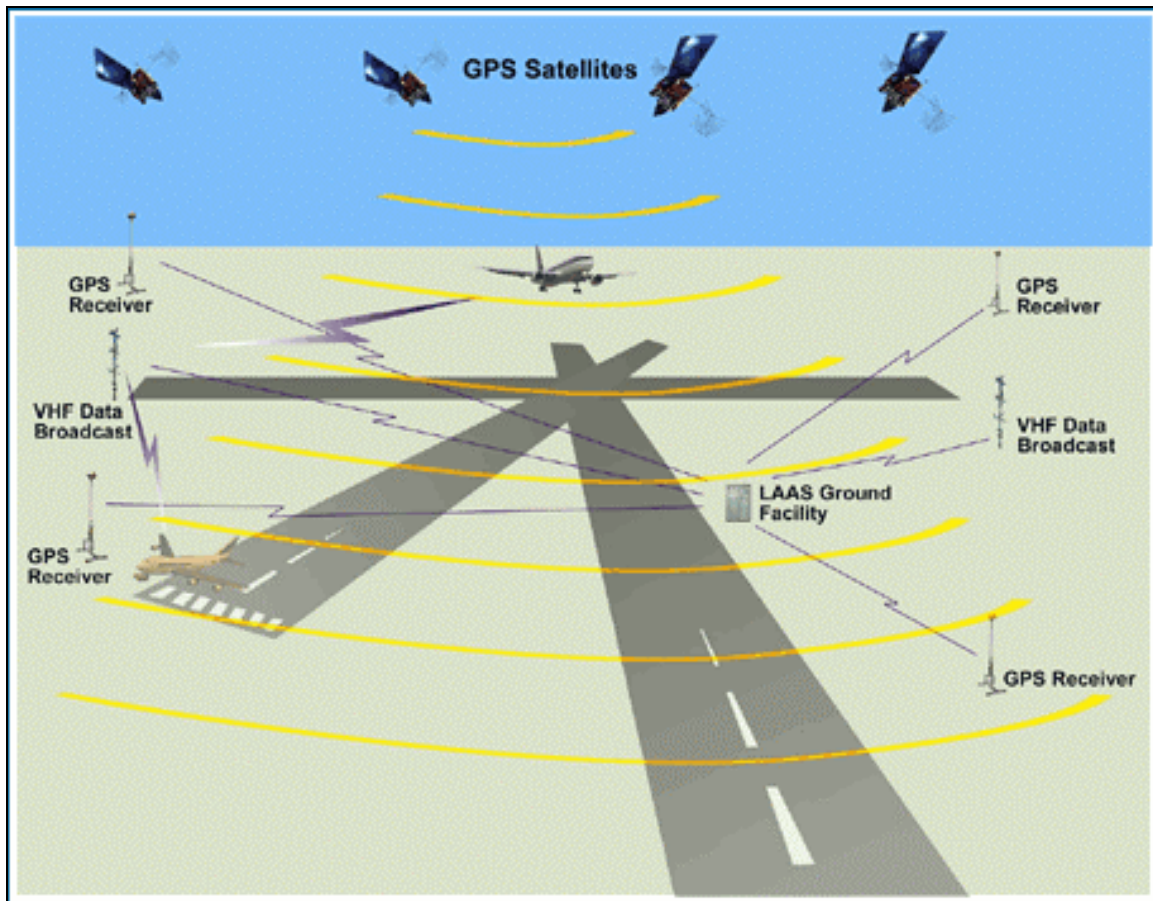 GPS Satellites
GPS
Receiver
GPS
Receiver
VHF Data
Broadcast
VHF Data
Broadcast
LAAS Ground
Facility
GPS
Receiver
GPS Receiver